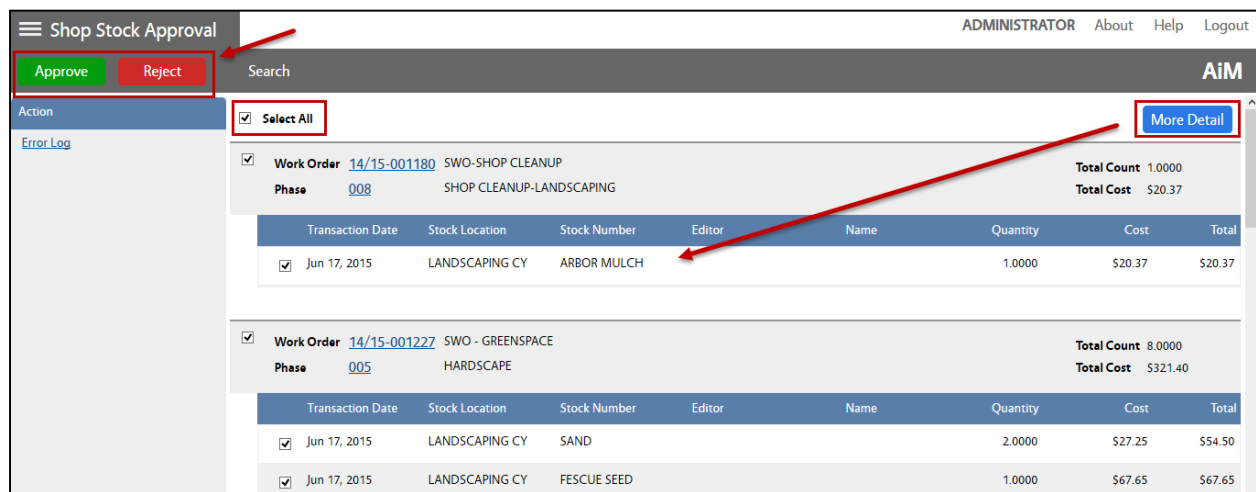 Shop Stock Approval
ADMINISTRATOR About Help Logout
Approve Reject Search AiM
Action
Error Log
Select All More Detail
Work Order 14/15-001180 SWO-SHOP CLEANUP Total Count 1.0000
Phase 008 SHOP CLEANUP-LANDSCAPING Total Cost $20.37
Transaction Date Stock Location Stock Number Editor Name Quantity Cost Total
Jun 17, 2015 LANDSCAPING CY ARBOR MULCH 1.0000 $20.37 $20.37
Work Order 14/15-001227 SWO - GREENSPACE Total Count 8.0000
Phase 005 HARDSCAPE Total Cost $321.40
Transaction Date Stock Location Stock Number Editor Name Quantity Cost Total
Jun 17, 2015 LANDSCAPING CY SAND 2.0000 $27.25 $54.50
Jun 17, 2015 LANDSCAPING CY FESCUE SEED 1.0000 $67.65 $67.65